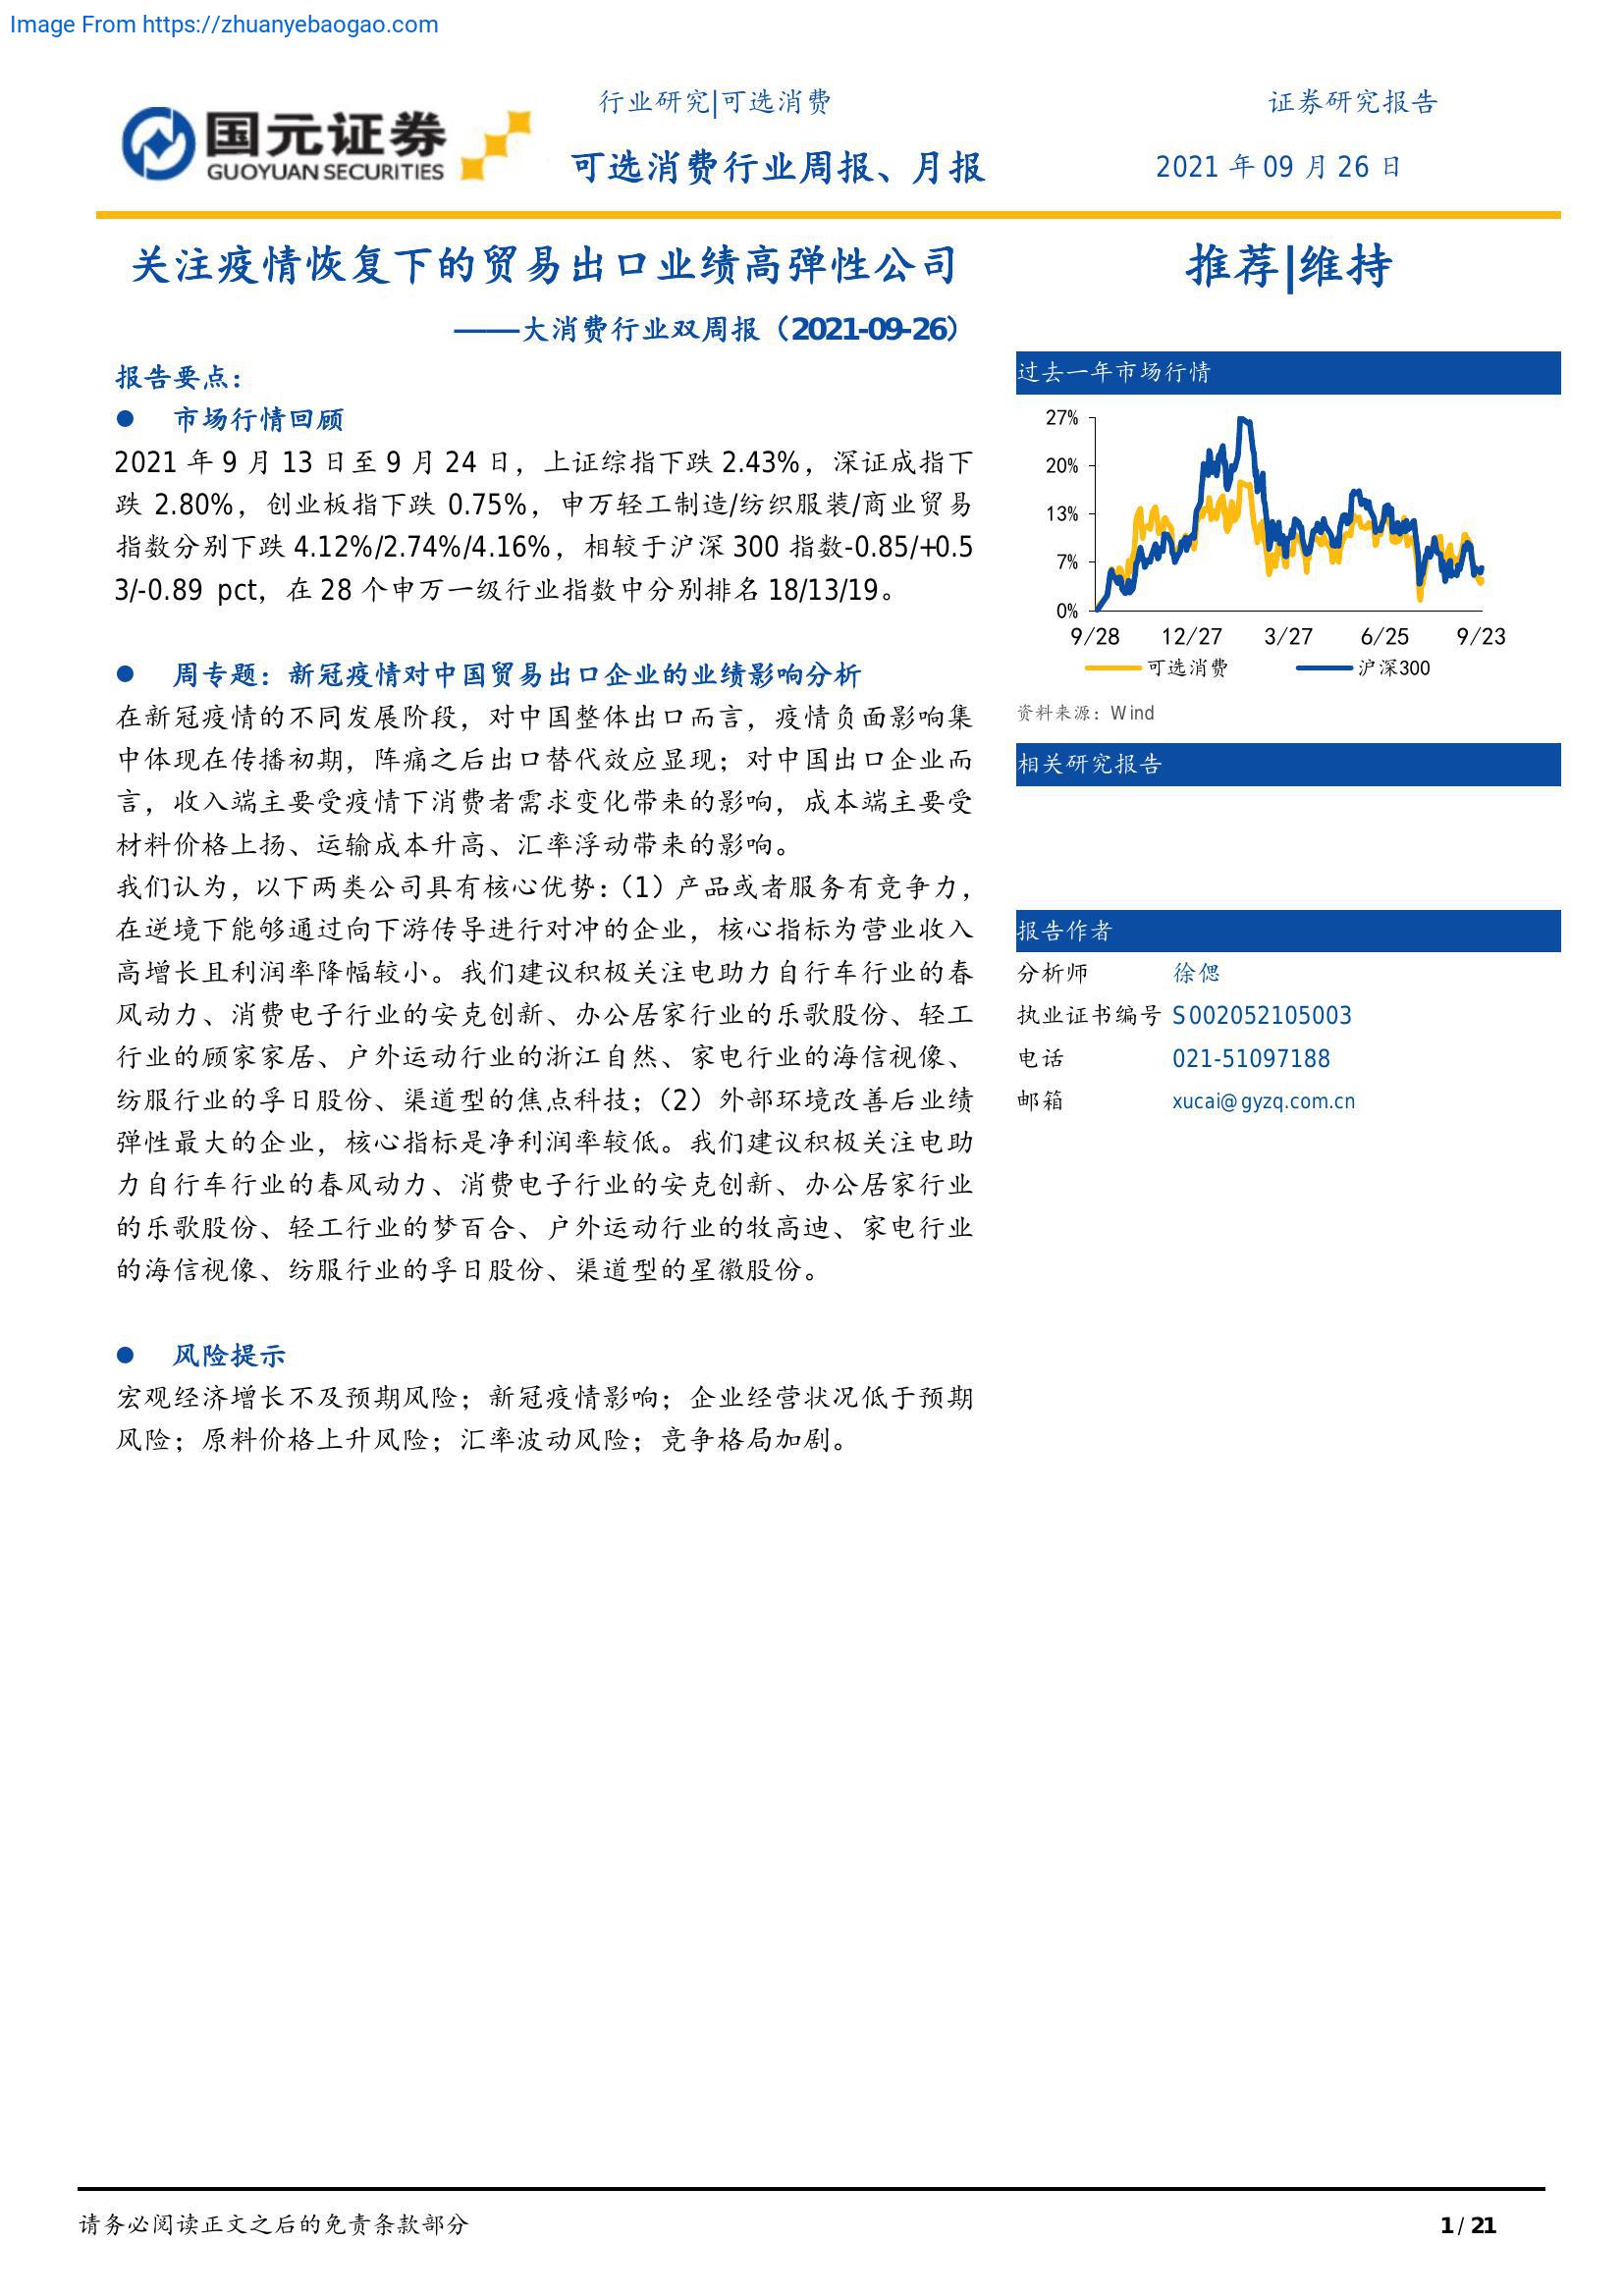 Image From https://zhuanyebaogao.com
国元证券
GUOYUAN SECURITIES
行业研究|可选消费
证券研究报告
可选消费行业周报、月报
2021 年 09 月 26 日
关注疫情恢复下的贸易出口业绩高弹性公司
——大消费行业双周报（2021-09-26）
报告要点：
● 市场行情回顾
2021 年 9 月 13 日至 9 月 24 日，上证综指下跌 2.43%，深证成指下
跌 2.80%，创业板指下跌 0.75%，申万轻工制造/纺织服装/商业贸易
指数分别下跌 4.12%/2.74%/4.16%，相较于沪深 300 指数-0.85/+0.5
3/-0.89 pct，在 28 个申万一级行业指数中分别排名 18/13/19。
● 周专题：新冠疫情对中国贸易出口企业的业绩影响分析
在新冠疫情的不同发展阶段，对中国整体出口而言，疫情负面影响集
中体现在传播初期，阵痛之后出口替代效应显现；对中国出口企业而
言，收入端主要受疫情下消费者需求变化带来的影响，成本端主要受
材料价格上扬、运输成本升高、汇率浮动带来的影响。
我们认为，以下两类公司具有核心优势：（1）产品或者服务有竞争力，
在逆境下能够通过向下游传导进行对冲的企业，核心指标为营业收入
高增长且利润率降幅较小。我们建议积极关注电助力自行车行业的春
风动力、消费电子行业的安克创新、办公居家行业的乐歌股份、轻工
行业的顾家家居、户外运动行业的浙江自然、家电行业的海信视像、
纺服行业的孚日股份、渠道型的焦点科技；（2）外部环境改善后业绩
弹性最大的企业，核心指标是净利润率较低。我们建议积极关注电助
力自行车行业的春风动力、消费电子行业的安克创新、办公居家行业
的乐歌股份、轻工行业的梦百合、户外运动行业的牧高迪、家电行业
的海信视像、纺服行业的孚日股份、渠道型的星徽股份。
● 风险提示
宏观经济增长不及预期风险；新冠疫情影响；企业经营状况低于预期
风险；原料价格上升风险；汇率波动风险；竞争格局加剧。
推荐|维持
过去一年市场行情
27%
20%
13%
7%
0%
9/28 12/27 3/27 6/25 9/23
可选消费 沪深300
资料来源：Wind
相关研究报告
报告作者
分析师 徐偲
执业证书编号 S002052105003
电话 021-51097188
邮箱 xucai@gyzq.com.cn
请务必阅读正文之后的免责条款部分
1 / 21